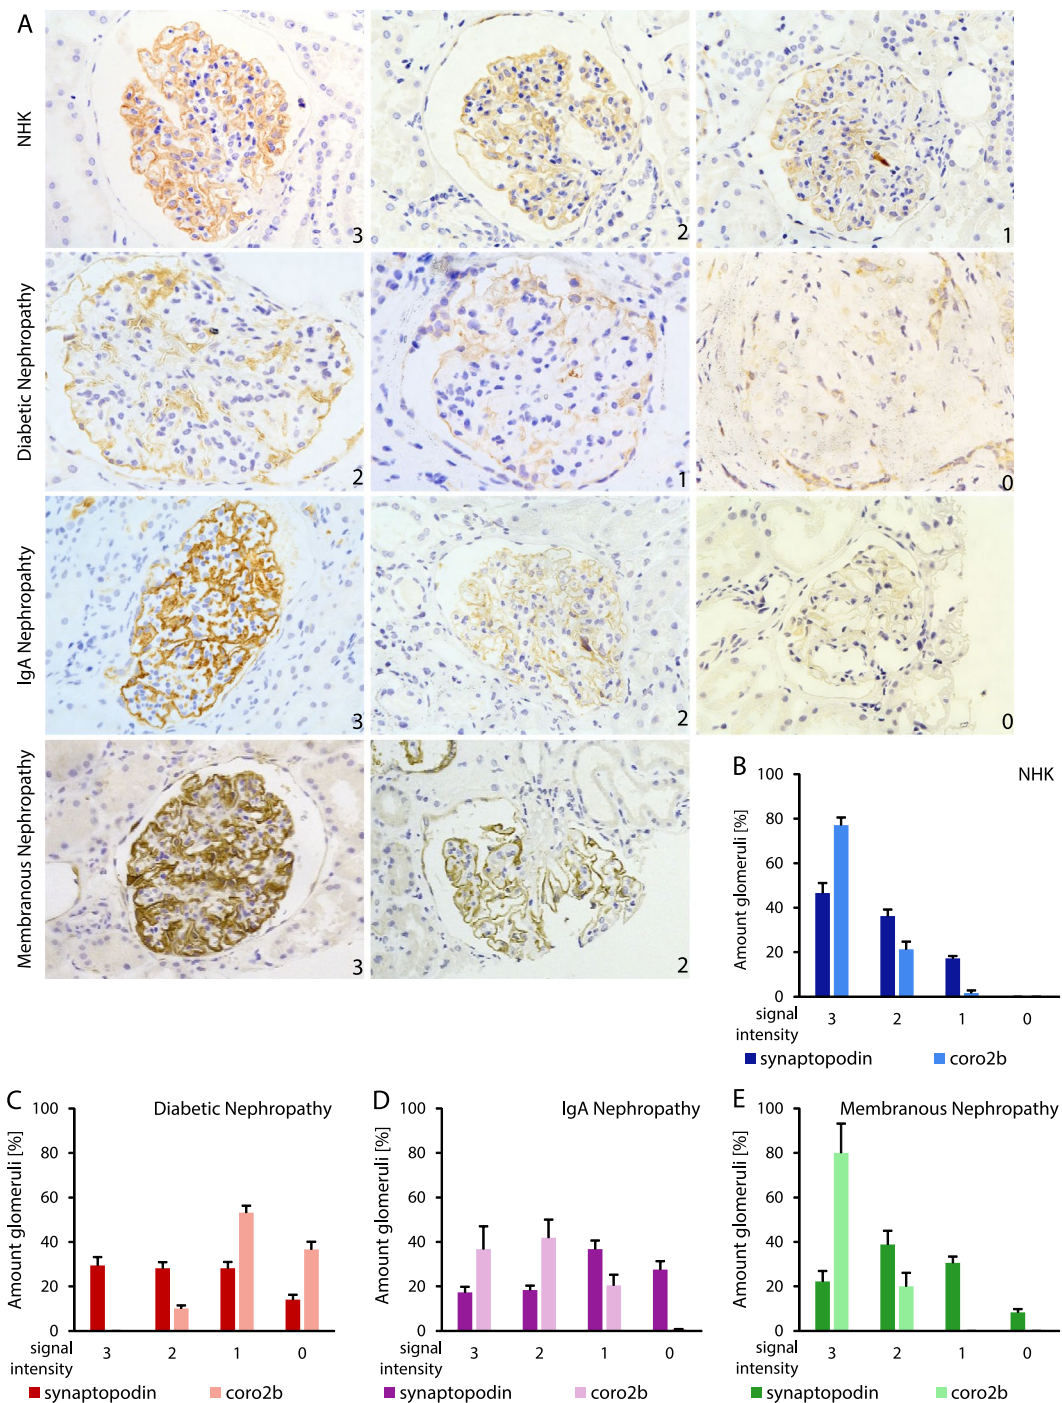 A
NHK
3
2
1
Diabetic Nephropathy
2
1
0
IgA Nephropahty
3
2
0
Membranous Nephropathy
3
2
B
NHK
Amount glomeruli [%]
100
80
60
40
20
0
signal intensity
3 2 1 0
synaptopodin coro2b
C
Diabetic Nephropathy
Amount glomeruli [%]
100
80
60
40
20
0
signal intensity
3 2 1 0
synaptopodin coro2b
D
IgA Nephropathy
Amount glomeruli [%]
100
80
60
40
20
0
signal intensity
3 2 1 0
synaptopodin coro2b
E
Membranous Nephropathy
Amount glomeruli [%]
100
80
60
40
20
0
signal intensity
3 2 1 0
synaptopodin coro2b